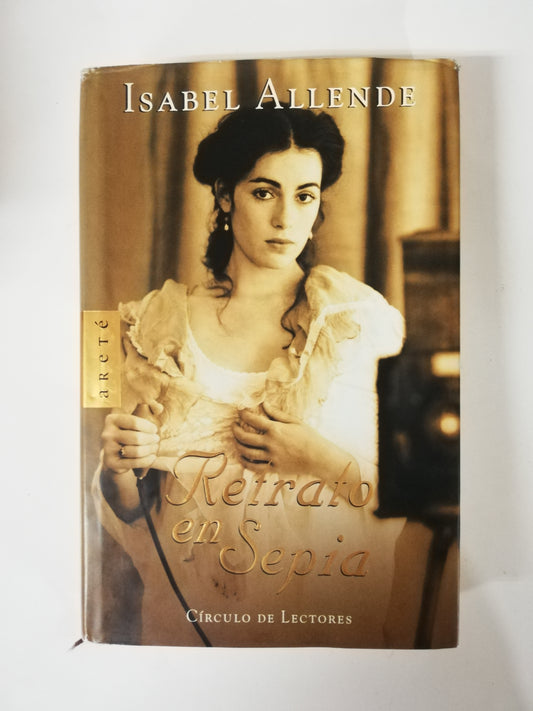 ISABEL ALLENDE
areté
Retrato
en Sepia
CÍRCULO DE LECTORES